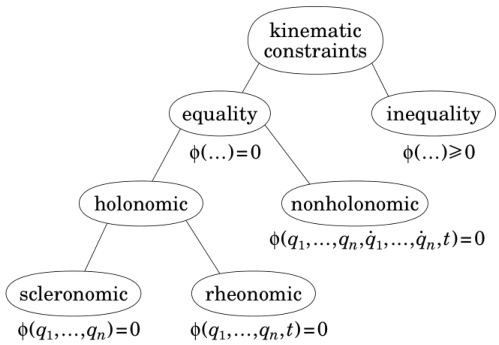 kinematic
constraints
equality
inequality
ϕ(...)=0
ϕ(...)⩾0
holonomic
nonholonomic
ϕ(q₁,...,qₙ,q̇₁,...,q̇ₙ,t)=0
scleronomic
rheonomic
ϕ(q₁,...,qₙ)=0
ϕ(q₁,...,qₙ,t)=0